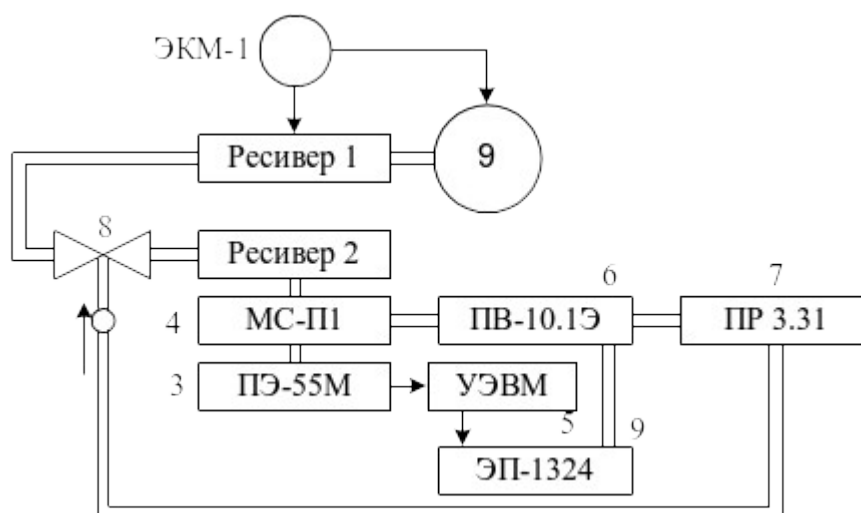 ЭКМ-1
Ресивер 1
9
8
Ресивер 2
6
7
4
МС-П1
ПВ-10.1Э
ПР 3.31
3
ПЭ-55М
УЭВМ
5
9
ЭП-1324